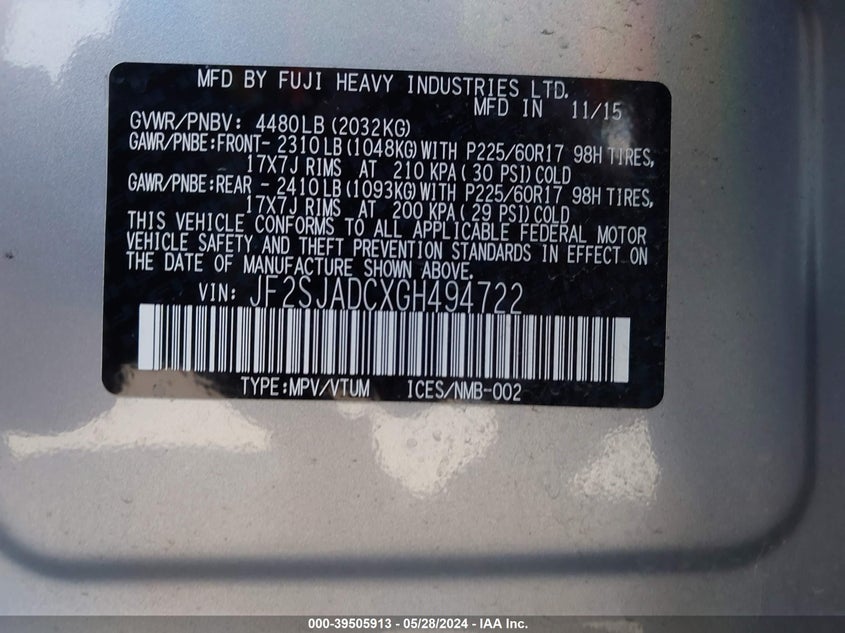 MFD BY FUJI HEAVY INDUSTRIES LTD.
MFD IN 11/15
GVWR/PNBV: 4480LB (2032KG)
GAWR/PNBE:FRONT- 2310LB (1048KG) WITH P225/60R17 98H TIRES,
17X7J RIMS AT 210 KPA ( 30 PSI) COLD
GAWR/PNBE:REAR - 2410LB (1093KG) WITH P225/60R17 98H TIRES,
17X7J RIMS AT 200 KPA ( 29 PSI) COLD
THIS VEHICLE CONFORMS TO ALL APPLICABLE FEDERAL MOTOR
VEHICLE SAFETY AND THEFT PREVENTION STANDARDS IN EFFECT ON
THE DATE OF MANUFACTURE SHOWN ABOVE.
VIN: JF2SJADCXGH494722
TYPE:MPV/VTUM ICES/NMB-002
000-39505913 - 05/28/2024 - IAA Inc.